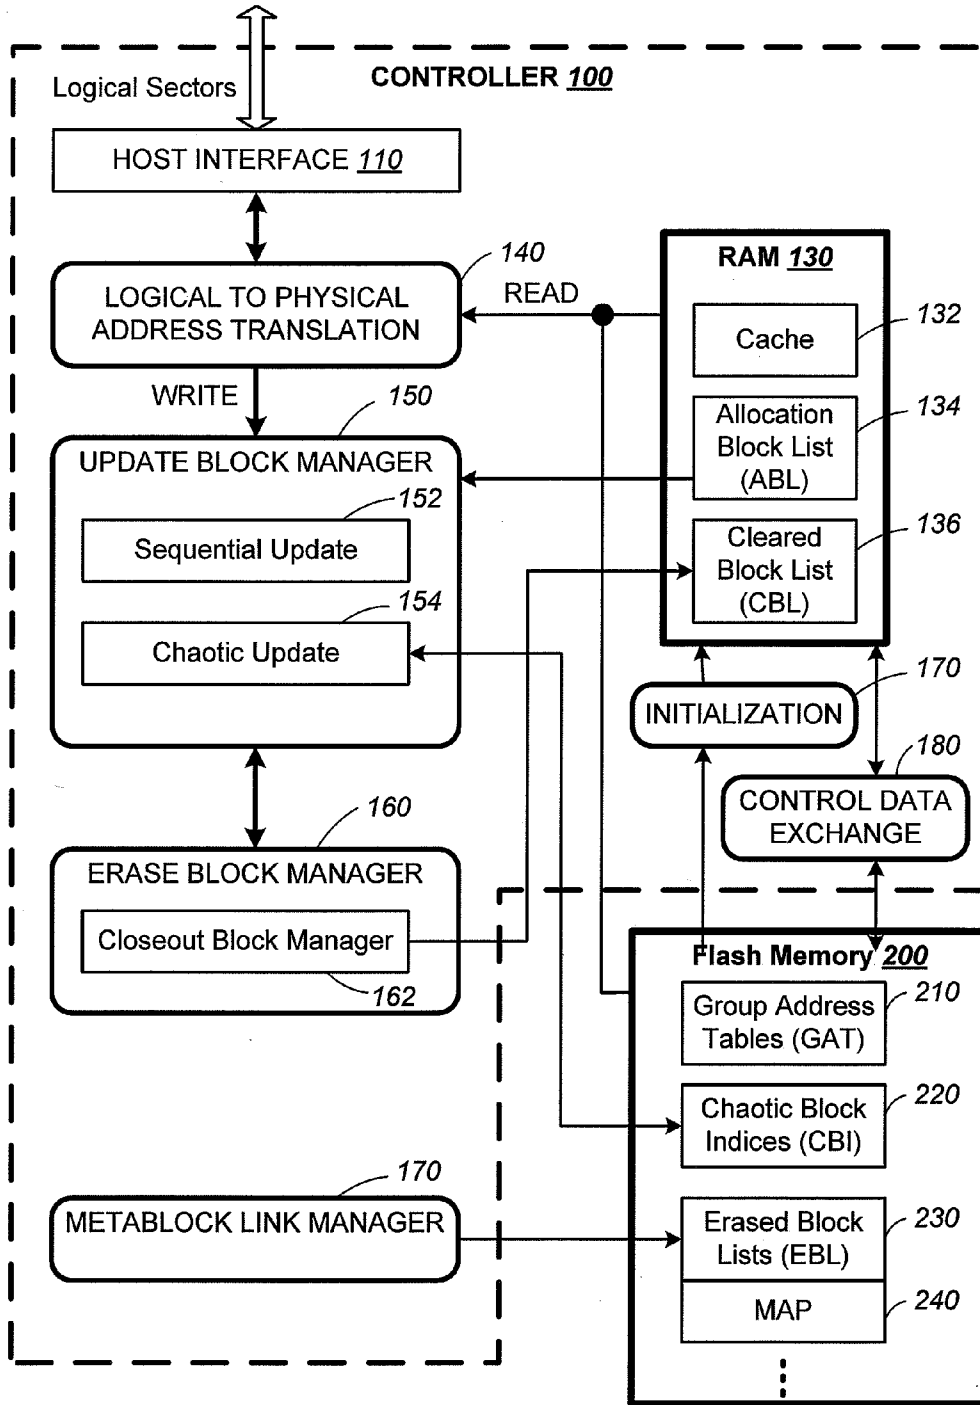 CONTROLLER 100
Logical Sectors
HOST INTERFACE 110
140
LOGICAL TO PHYSICAL
ADDRESS TRANSLATION
READ
WRITE
RAM 130
Cache
132
Allocation
Block List
(ABL)
134
Cleared
Block List
(CBL)
136
150
UPDATE BLOCK MANAGER
152
Sequential Update
154
Chaotic Update
170
INITIALIZATION
180
CONTROL DATA
EXCHANGE
160
ERASE BLOCK MANAGER
Closeout Block Manager
162
Flash Memory 200
210
Group Address
Tables (GAT)
220
Chaotic Block
Indices (CBI)
170
METABLOCK LINK MANAGER
230
Erased Block
Lists (EBL)
MAP
240